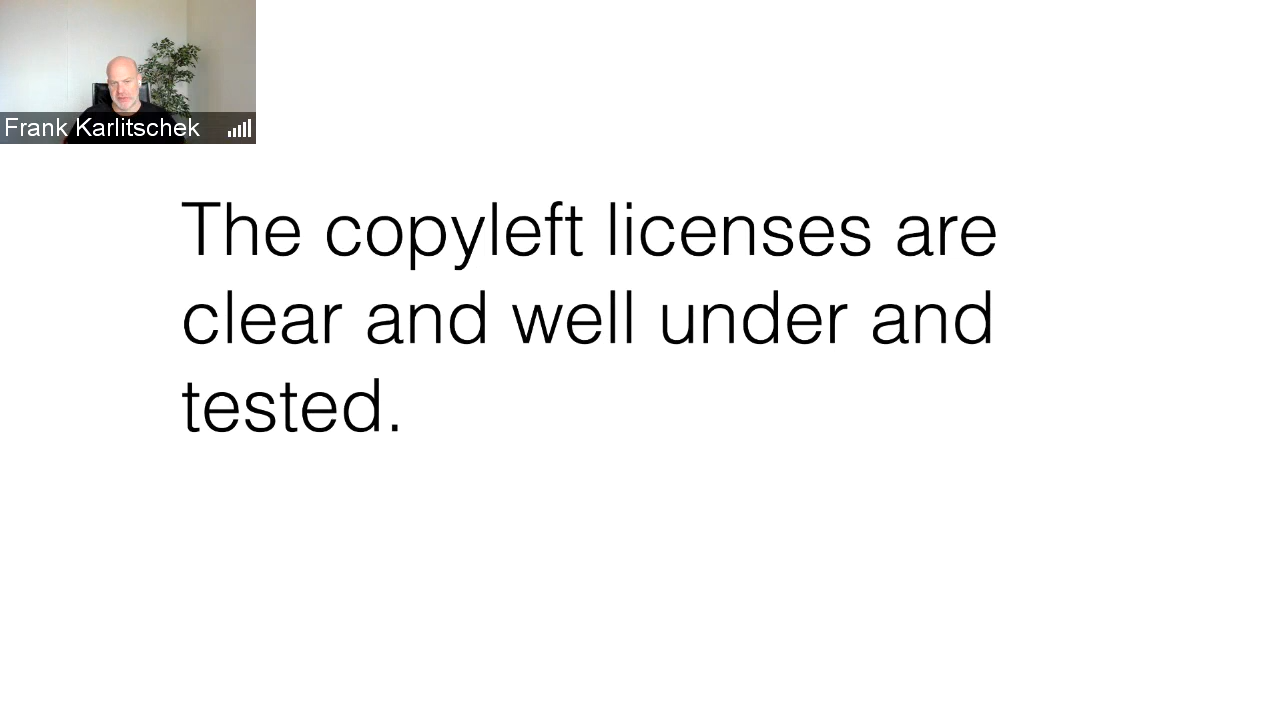 Frank Karlitschek
The copyleft licenses are
clear and well under and
tested.